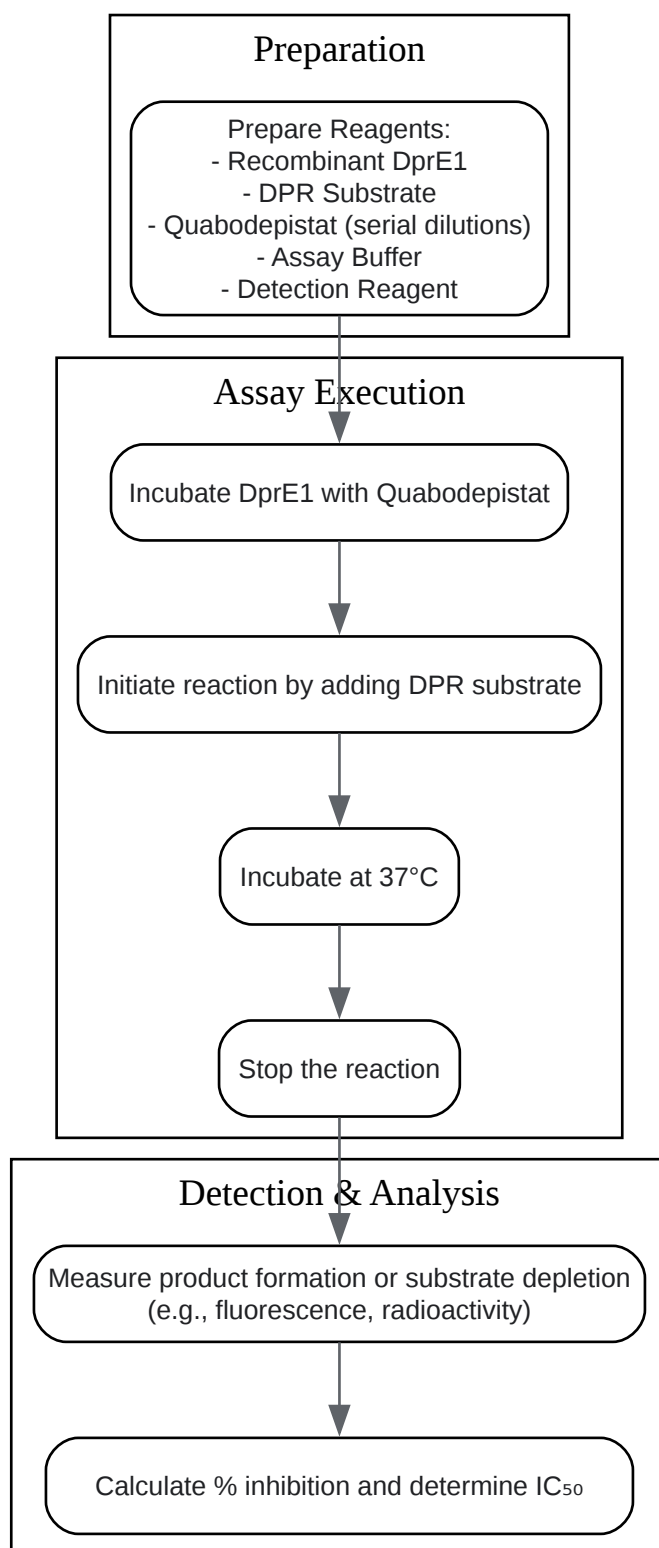 Preparation
Prepare Reagents:
- Recombinant DprE1
- DPR Substrate
- Quabodepistat (serial dilutions)
- Assay Buffer
- Detection Reagent
Assay Execution
Incubate DprE1 with Quabodepistat
Initiate reaction by adding DPR substrate
Incubate at 37°C
Stop the reaction
Detection & Analysis
Measure product formation or substrate depletion
(e.g., fluorescence, radioactivity)
Calculate % inhibition and determine IC₅₀